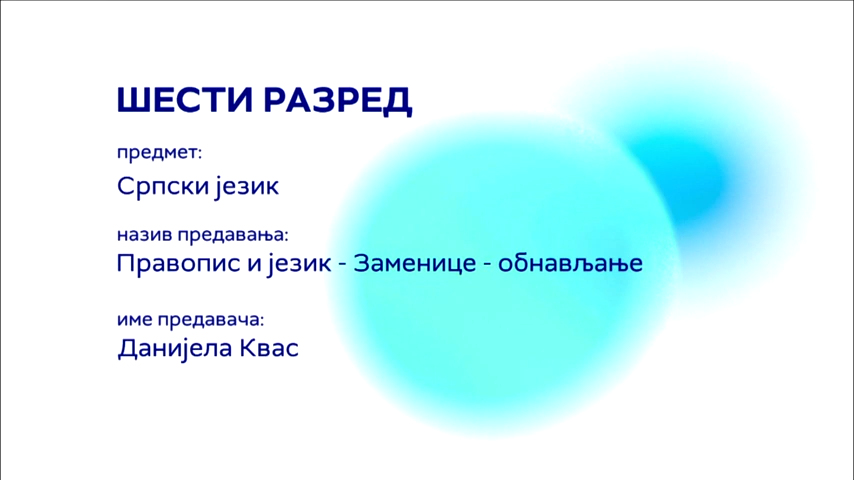 ШЕСТИ РАЗРЕД
предмет:
Српски језик
назив предавања:
Правопис и језик - Заменице - обнављање
име предавача:
Данијела Квас